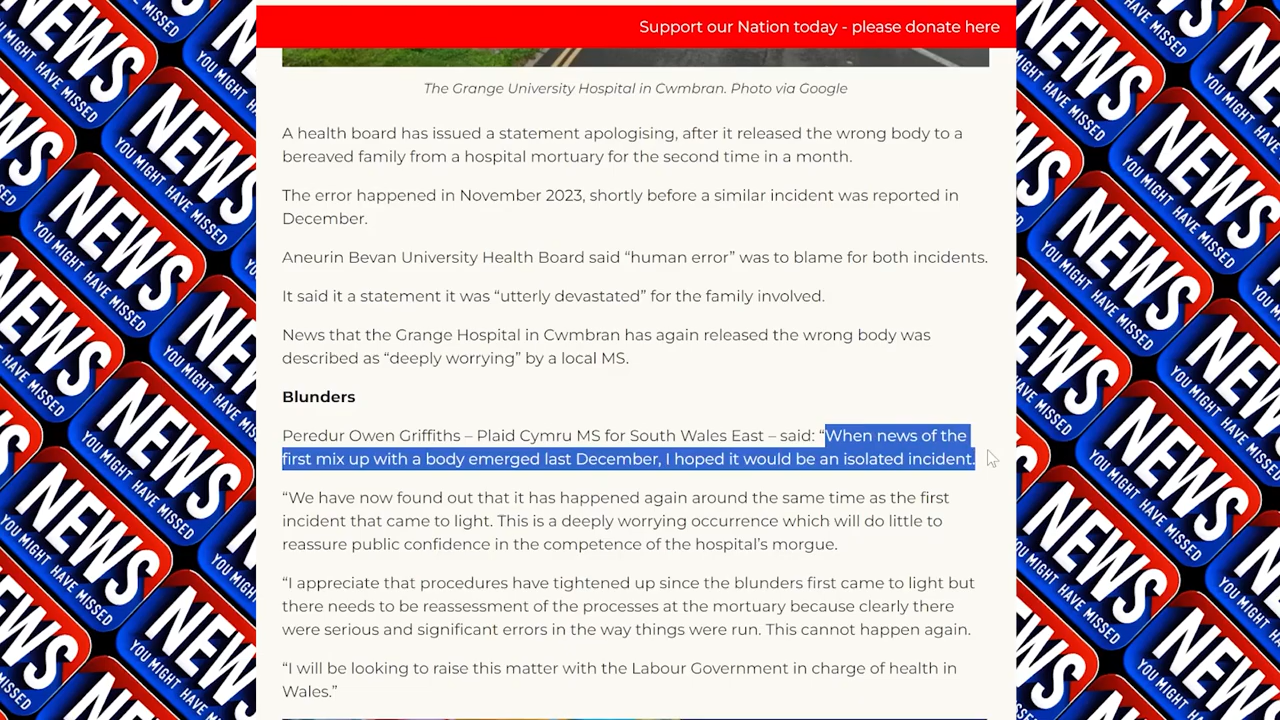 Support our Nation today - please donate here
The Grange University Hospital in Cwmbran. Photo via Google
A health board has issued a statement apologising, after it released the wrong body to a
bereaved family from a hospital mortuary for the second time in a month.
The error happened in November 2023, shortly before a similar incident was reported in
December.
Aneurin Bevan University Health Board said “human error” was to blame for both incidents.
It said it a statement it was “utterly devastated” for the family involved.
News that the Grange Hospital in Cwmbran has again released the wrong body was
described as “deeply worrying” by a local MS.
Blunders
Peredur Owen Griffiths – Plaid Cymru MS for South Wales East – said: “When news of the
first mix up with a body emerged last December, I hoped it would be an isolated incident.
“We have now found out that it has happened again around the same time as the first
incident that came to light. This is a deeply worrying occurrence which will do little to
reassure public confidence in the competence of the hospital’s morgue.
“I appreciate that procedures have tightened up since the blunders first came to light but
there needs to be reassessment of the processes at the mortuary because clearly there
were serious and significant errors in the way things were run. This cannot happen again.
“I will be looking to raise this matter with the Labour Government in charge of health in
Wales.”
NEWS
YOU MIGHT HAVE MISSED